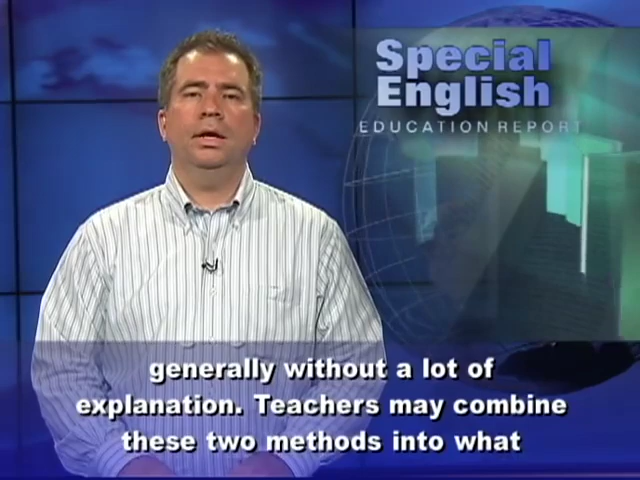 Special
English
EDUCATION REPORT
generally without a lot of
explanation. Teachers may combine
these two methods into what